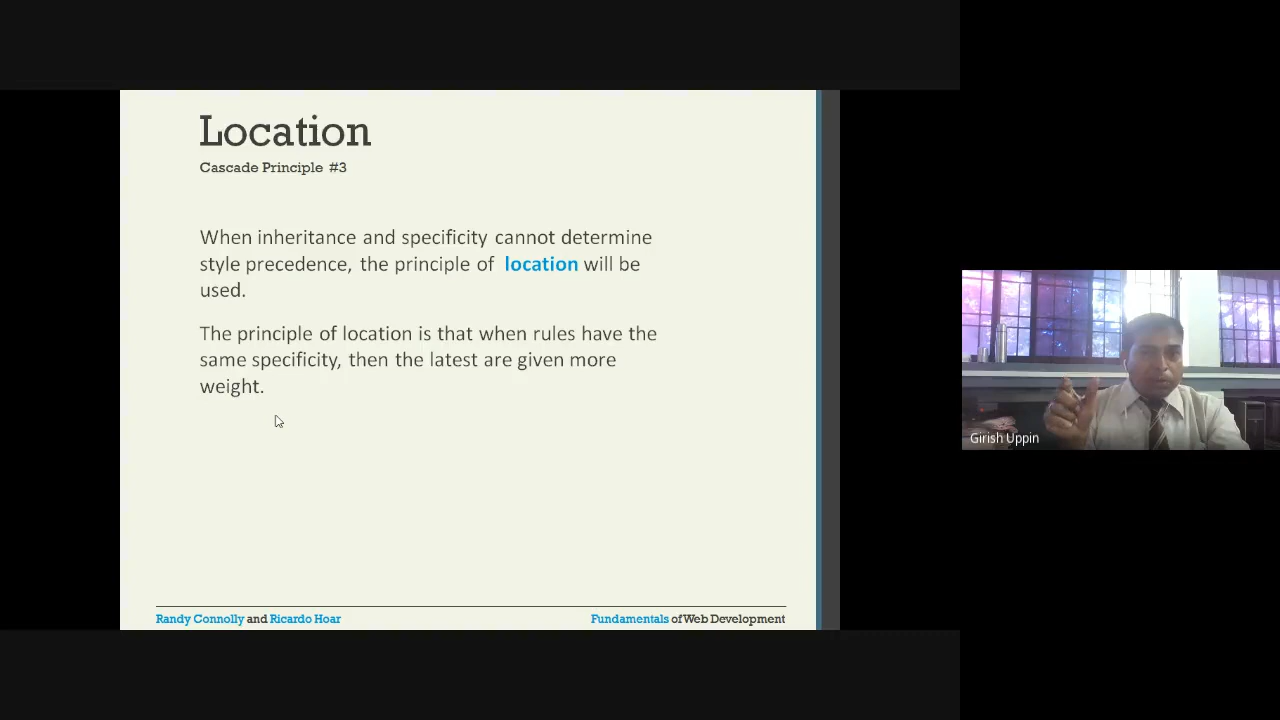 Location
Cascade Principle #3
When inheritance and specificity cannot determine
style precedence, the principle of location will be
used.
The principle of location is that when rules have the
same specificity, then the latest are given more
weight.
Randy Connolly and Ricardo Hoar
Fundamentals of Web Development
Girish Uppin